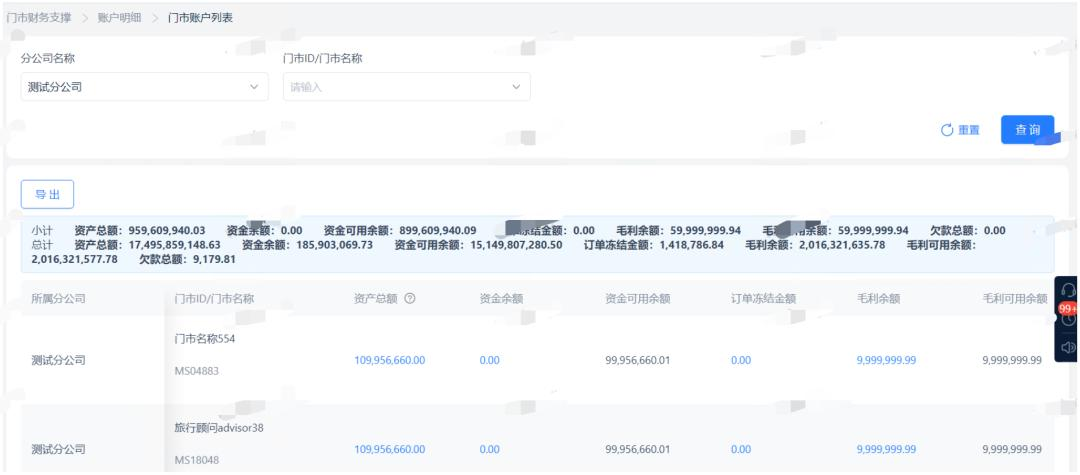 门市财务支撑 > 账户明细 > 门市账户列表
分公司名称 门市ID/门市名称
测试分公司 请输入
重置 查询
导出
小计 资产总额：959,609,940.03 资金余额：0.00 资金可用余额：899,609,940.09 冻结金额：0.00 毛利余额：59,999,999.94 用余额：59,999,999.94 欠款总额：0.00
总计 资产总额：17,495,859,148.63 资金余额：185,903,069.73 资金可用余额：15,149,807,280.50 订单冻结金额：1,418,786.84 毛利余额：2,016,321,635.78 毛利可用余额：
2,016,321,577.78 欠款总额：9,179.81
所属分公司 门市ID/门市名称 资产总额 资金余额 资金可用余额 订单冻结金额 毛利余额 毛利可用余额
99+
门市名称554
测试分公司 109,956,660.00 0.00 99,956,660.01 0.00 9,999,999.99 9,999,999.99
MS04883
旅行顾问advisor38
测试分公司 109,956,660.00 0.00 99,956,660.01 0.00 9,999,999.99 9,999,999.99
MS18048